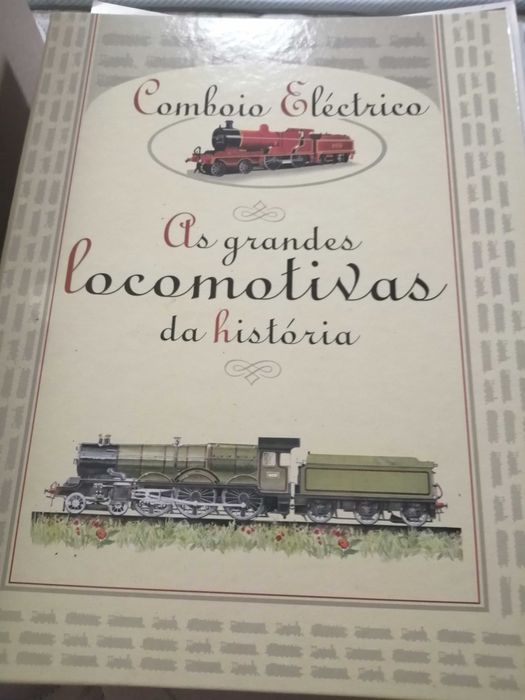 Comboio Eléctrico
As grandes
locomotivas
da história